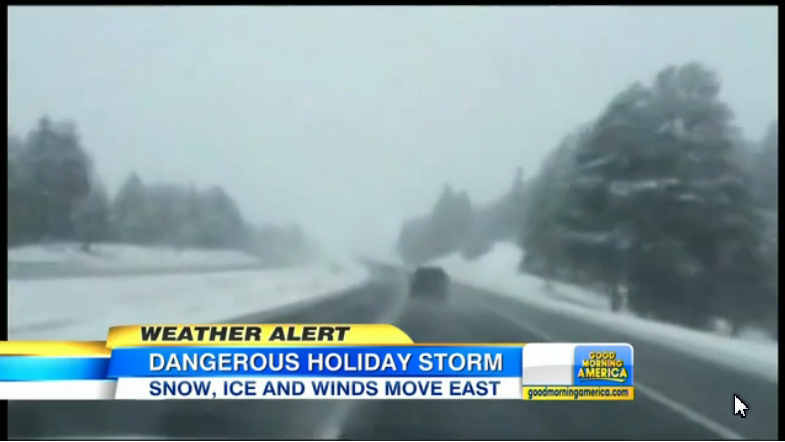 WEATHER ALERT
DANGEROUS HOLIDAY STORM
SNOW, ICE AND WINDS MOVE EAST
GOOD
MORNING
AMERICA
goodmorningamerica.com